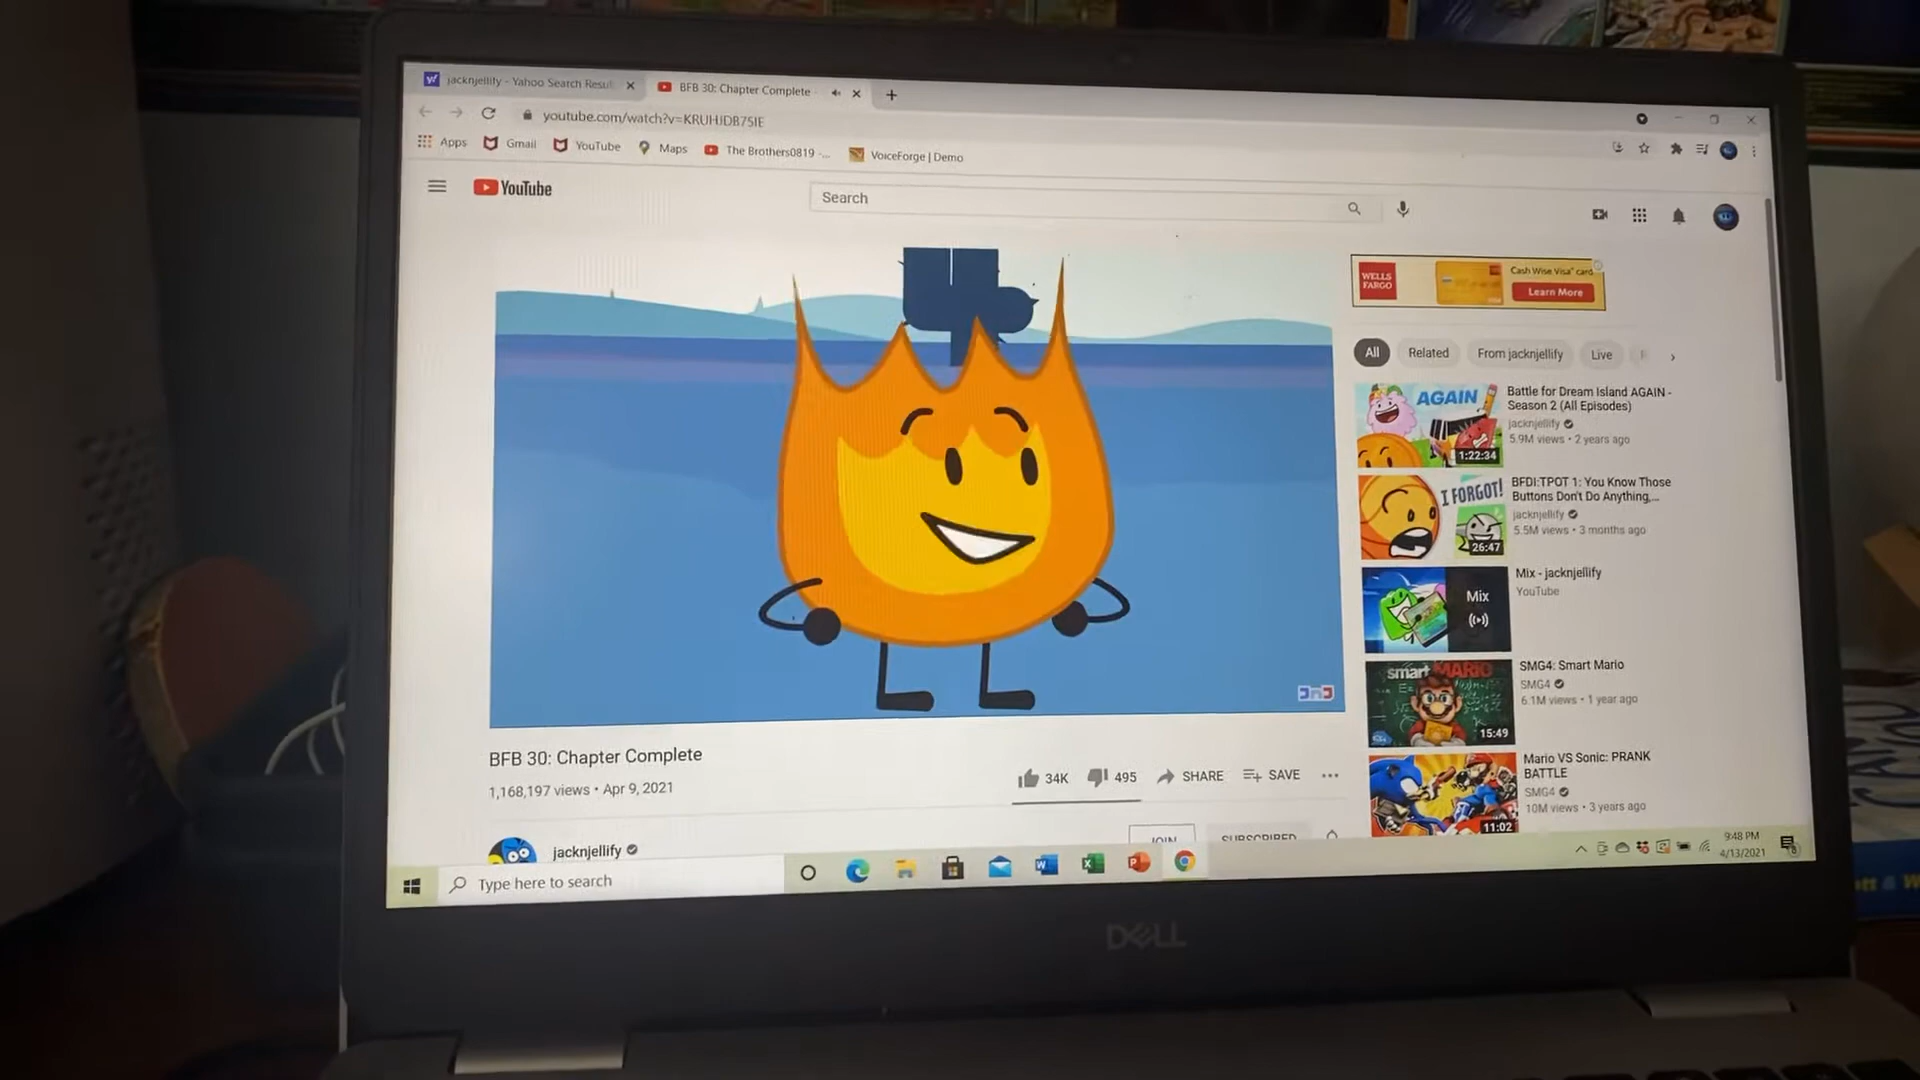 jacknjellify - Yahoo Search Resul
BFB 30: Chapter Complete
youtube.com/watch?v=KRUHJDB75IE
Apps
Gmail
YouTube
Maps
The Brothers0819 -...
VoiceForge | Demo
YouTube
Search
WELLS
FARGO
Cash Wise Visa® card
Learn More
All
Related
From jacknjellify
Live
AGAIN
1:22:34
Battle for Dream Island AGAIN -
Season 2 (All Episodes)
jacknjellify
5.9M views • 2 years ago
I FORGOT!
26:47
BFDI:TPOT 1: You Know Those
Buttons Don't Do Anything,...
jacknjellify
5.5M views • 3 months ago
Mix
Mix - jacknjellify
YouTube
smart MARIO
15:49
SMG4: Smart Mario
SMG4
6.1M views • 1 year ago
11:02
Mario VS Sonic: PRANK
BATTLE
SMG4
10M views • 3 years ago
BFB 30: Chapter Complete
1,168,197 views • Apr 9, 2021
34K
495
SHARE
SAVE
jacknjellify
JOIN
SUBSCRIBED
Type here to search
9:48 PM
4/13/2021
DELL